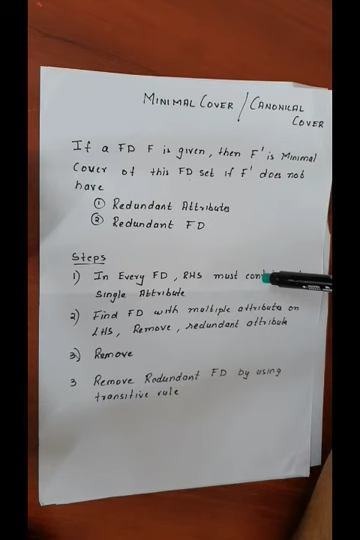 MINIMAL COVER / CANONICAL
COVER
If a FD F is given, then F' is Minimal
Cover of this FD set if F' does not
have
① Redundant Attributes
② Redundant FD
Steps
1) In Every FD, RHS must
Single Attribute
2) Find FD with multiple attributes on
LHS, Remove, redundant attribute
3) Remove
3 Remove Redundant FD by using
transitive rule